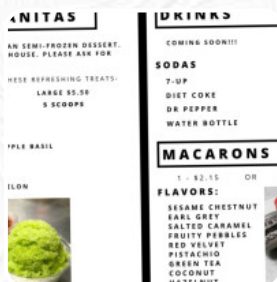 ANITAS
AN SEMI-FROZEN DESSERT.
HOUSE. PLEASE ASK FOR
HESE REFRESHING TREATS-
LARGE $5.50
5 SCOOPS
PPLE BASIL
ELON
DRINKS
COMING SOON!!!
SODAS
7-UP
DIET COKE
DR PEPPER
WATER BOTTLE
MACARONS
1 - $2.15 OR
FLAVORS:
SESAME CHESTNUT
EARL GREY
SALTED CARAMEL
FRUITY PEBBLES
RED VELVET
PISTACHIO
GREEN TEA
COCONUT
HAZELNUT